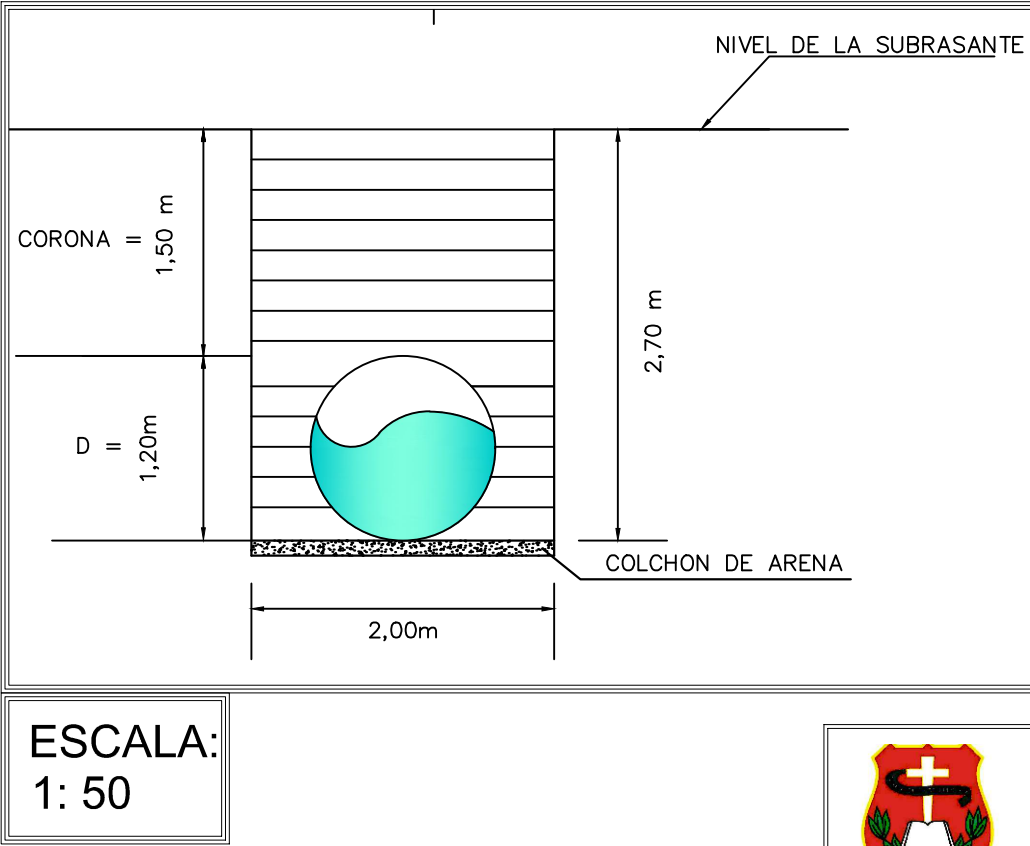 NIVEL DE LA SUBRASANTE
CORONA =
1,50 m
2,70 m
D =
1,20m
COLCHON DE ARENA
2,00m
ESCALA:
1: 50